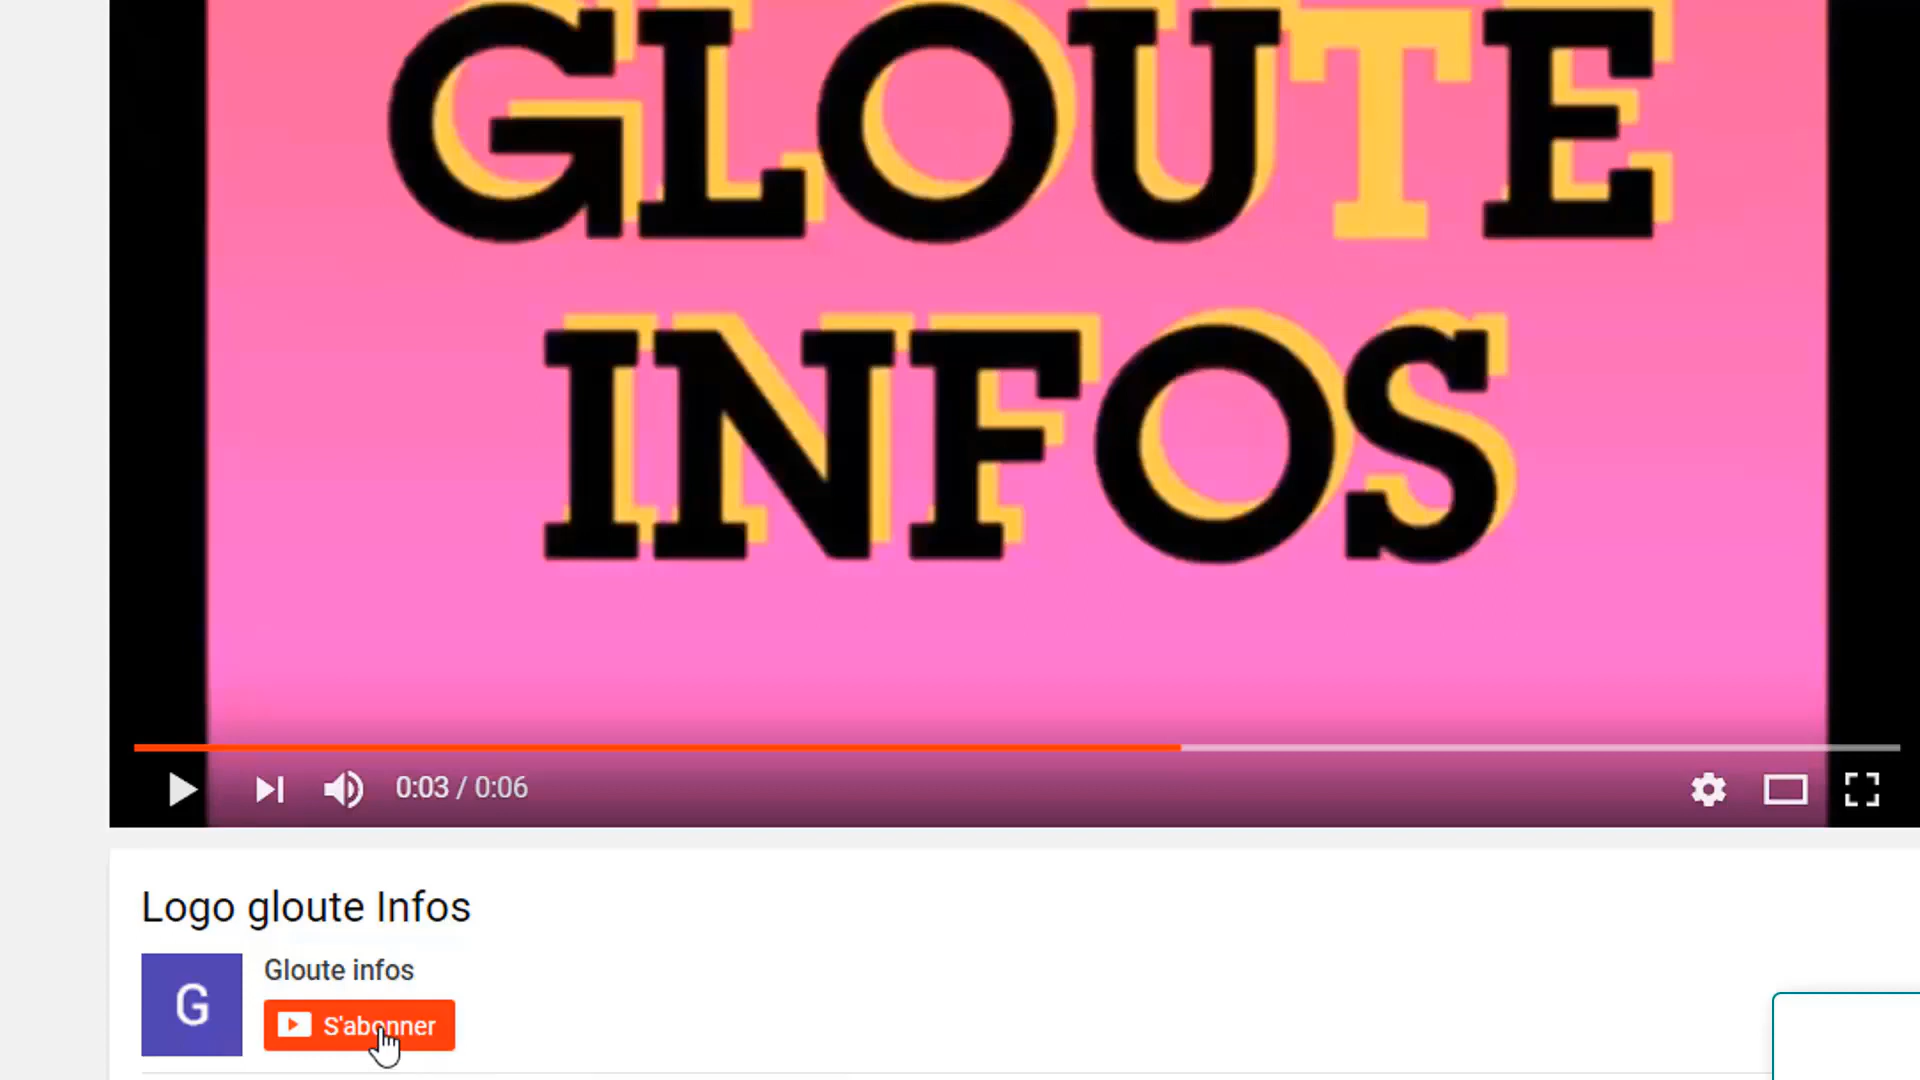 GLOUTE
INFOS
0:03 / 0:06
Logo gloute Infos
G
Gloute infos
S'abonner